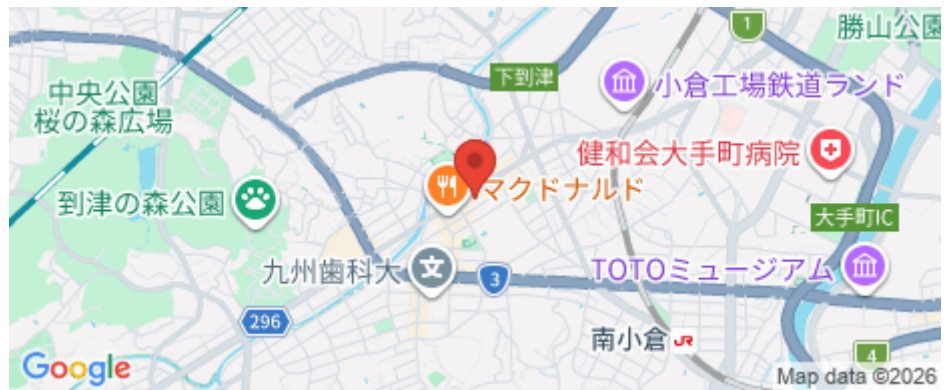 1
勝山公園
下到津
小倉工場鉄道ランド
中央公園
桜の森広場
健和会大手町病院
マクドナルド
到津の森公園
大手町IC
九州歯科大
文
3
TOTOミュージアム
296
南小倉 JR
4
Google
Map data ©2026